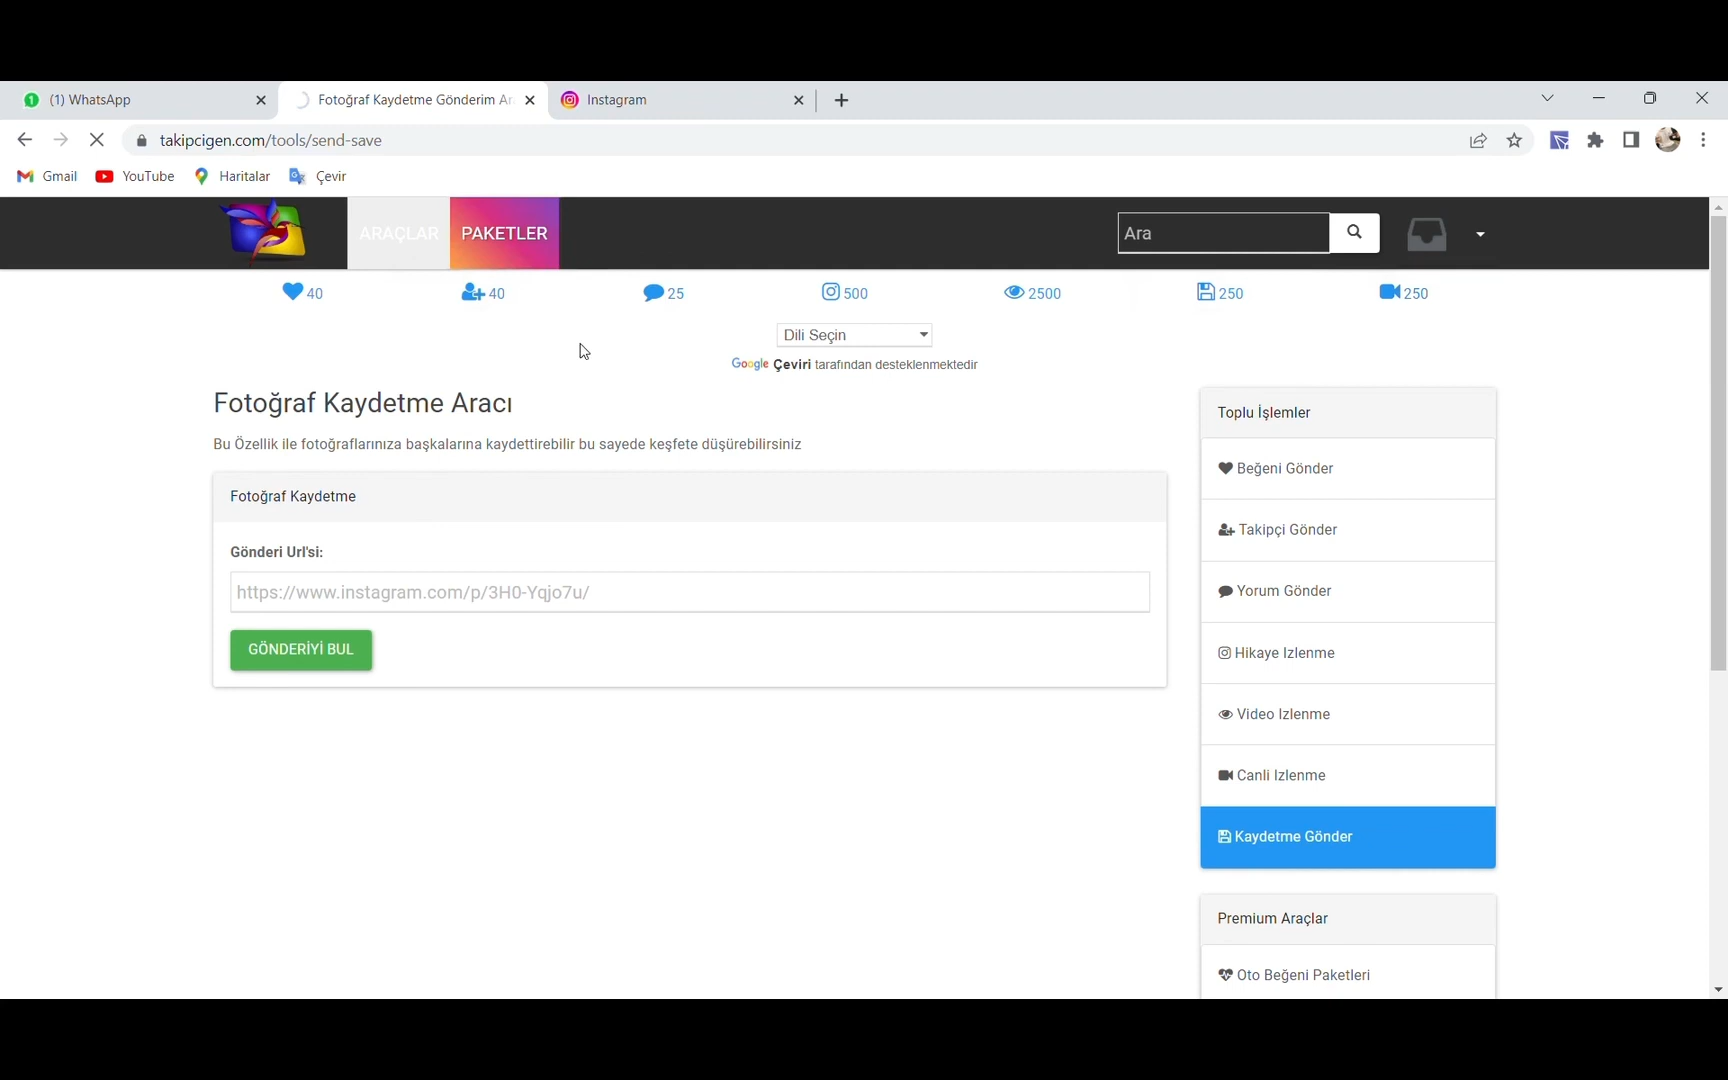 (1) WhatsApp
Fotoğraf Kaydetme Gönderim Ar
Instagram
takipcigen.com/tools/send-save
Gmail
YouTube
Haritalar
Çevir
ARAÇLAR
PAKETLER
Ara
40
40
25
500
2500
250
250
Dili Seçin
Google Çeviri tarafından desteklenmektedir
Fotoğraf Kaydetme Aracı
Bu Özellik ile fotoğraflarınıza başkalarına kaydettirebilir bu sayede keşfete düşürebilirsiniz
Fotoğraf Kaydetme
Gönderi Url'si:
https://www.instagram.com/p/3H0-Yqjo7u/
GÖNDERİYİ BUL
Toplu İşlemler
Beğeni Gönder
Takipçi Gönder
Yorum Gönder
Hikaye Izlenme
Video Izlenme
Canli Izlenme
Kaydetme Gönder
Premium Araçlar
Oto Beğeni Paketleri